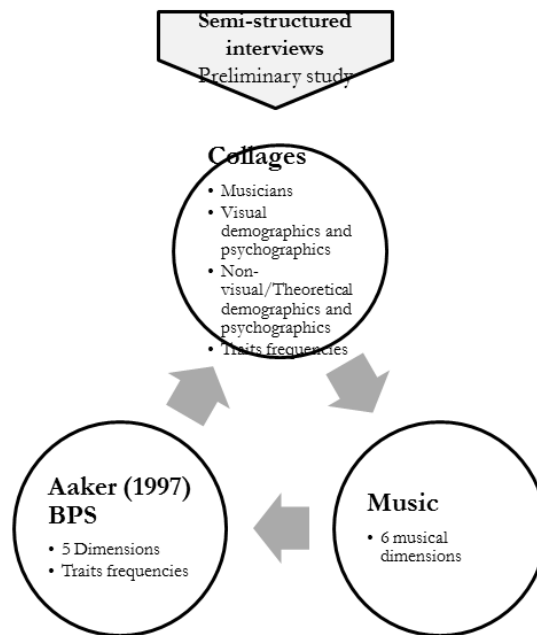 Semi-structured
interviews
Preliminary study
Collages
• Musicians
• Visual
demographics and
psychographics
• Non-
visual/Theoretical
demographics and
psychographics
• Traits frequencies
Aaker (1997)
BPS
• 5 Dimensions
• Traits frequencies
Music
• 6 musical
dimensions